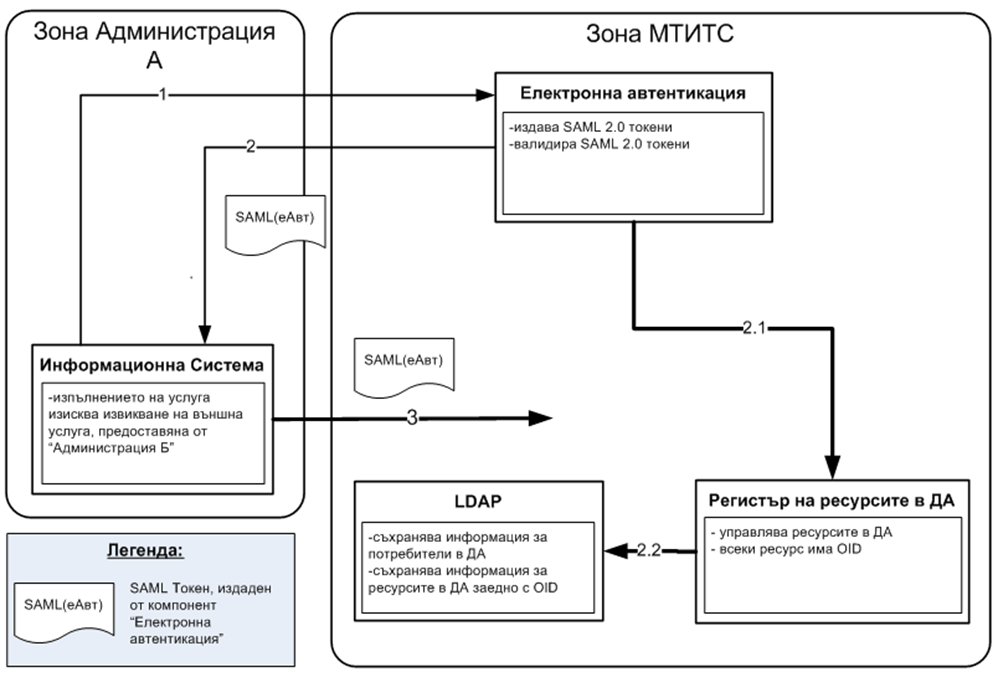 Зона Администрация
А
Зона МТИТС
1
Електронна автентикация
-издава SAML 2.0 токени
-валидира SAML 2.0 токени
2
SAML(еАвт)
2.1
SAML(еАвт)
Информационна Система
-изпълнението на услуга
изисква извикване на външна
услуга, предоставяна от
“Администрация Б”
3
LDAP
-съхранява информация за
потребители в ДА
-съхранява информация за
ресурсите в ДА заедно с OID
2.2
Регистър на ресурсите в ДА
- управлява ресурсите в ДА
- всеки ресурс има OID
Легенда:
SAML(еАвт)
SAML Токен, издаден
от компонент
“Електронна
автентикация”